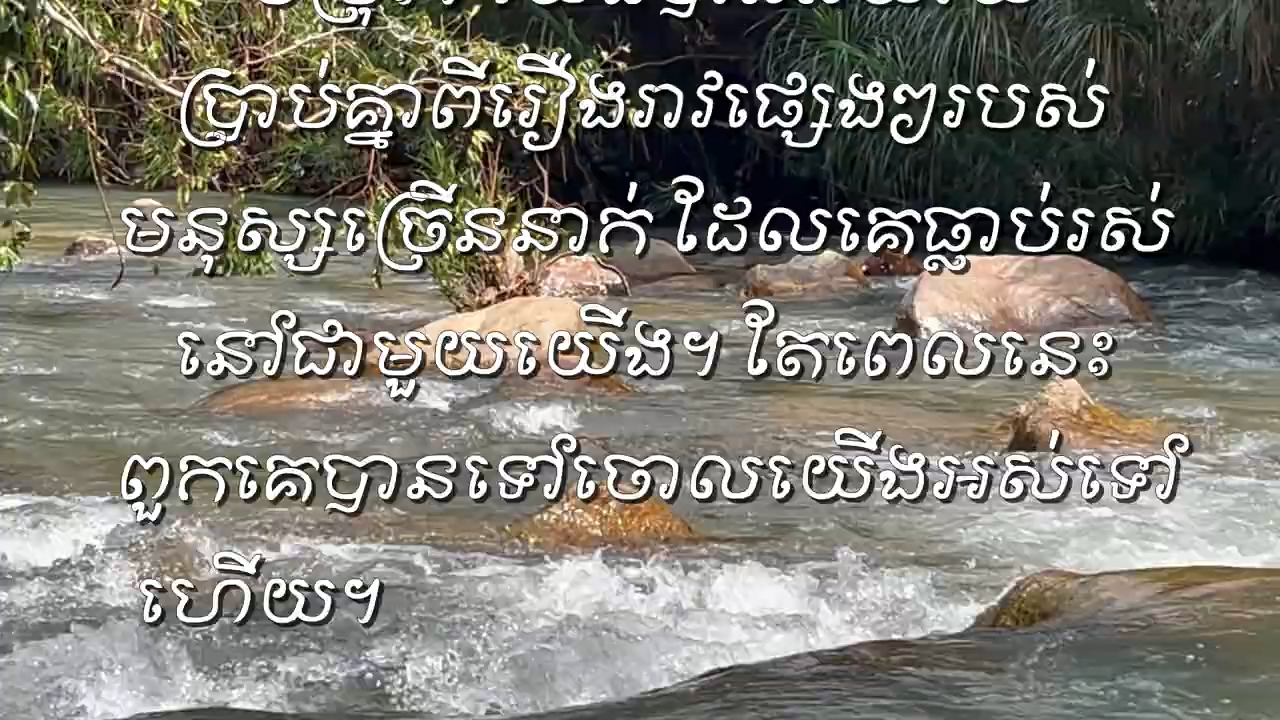 ប្រាប់គ្នាពីរឿងរាវផ្សេងៗរបស់
មនុស្សច្រើននាក់ ដែលគេធ្លាប់រស់
នៅជាមួយយើង។ តែពេលនេះ
ពួកគេបានទៅចោលយើងអស់ទៅ
ហើយ។